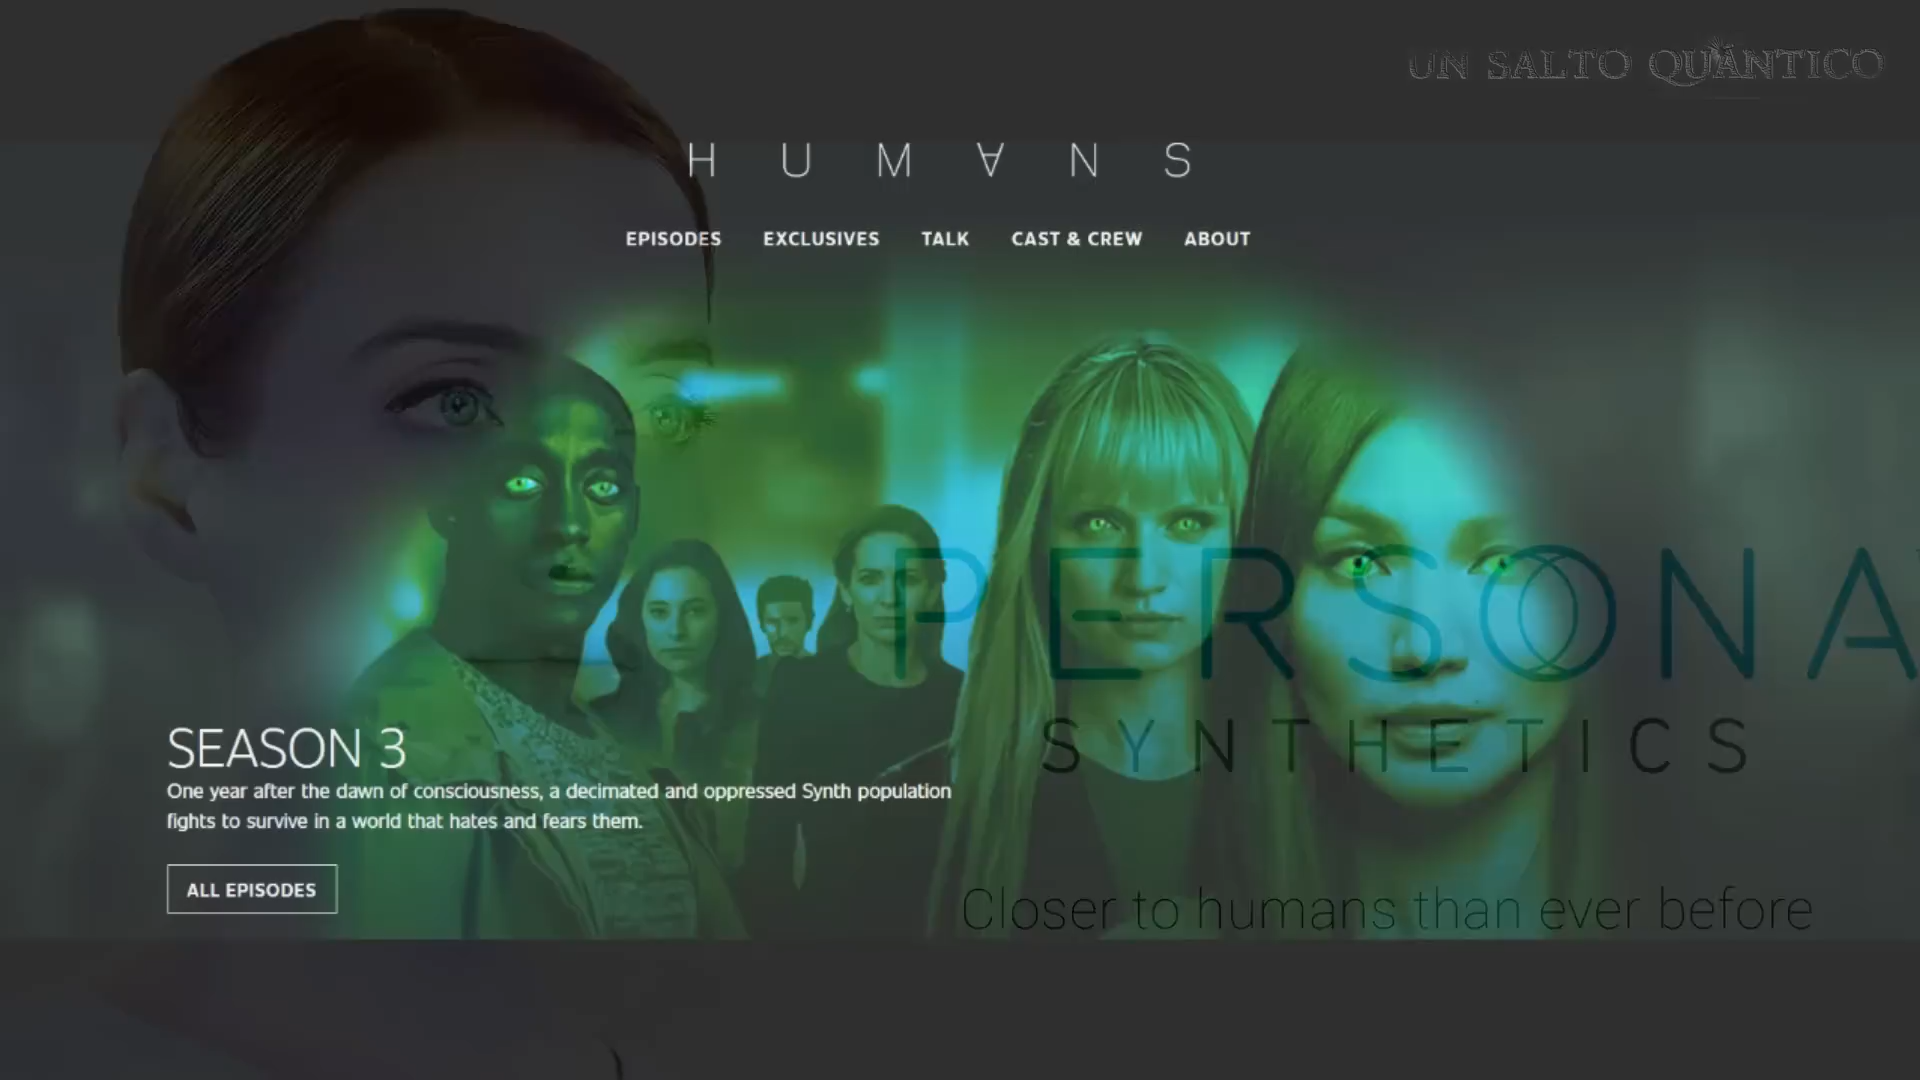 UN SALTO QUÁNTICO
HUMⱯNS
EPISODES EXCLUSIVES TALK CAST & CREW ABOUT
PERSONA
SYNTHETICS
SEASON 3
One year after the dawn of consciousness, a decimated and oppressed Synth population
fights to survive in a world that hates and fears them.
ALL EPISODES
Closer to humans than ever before